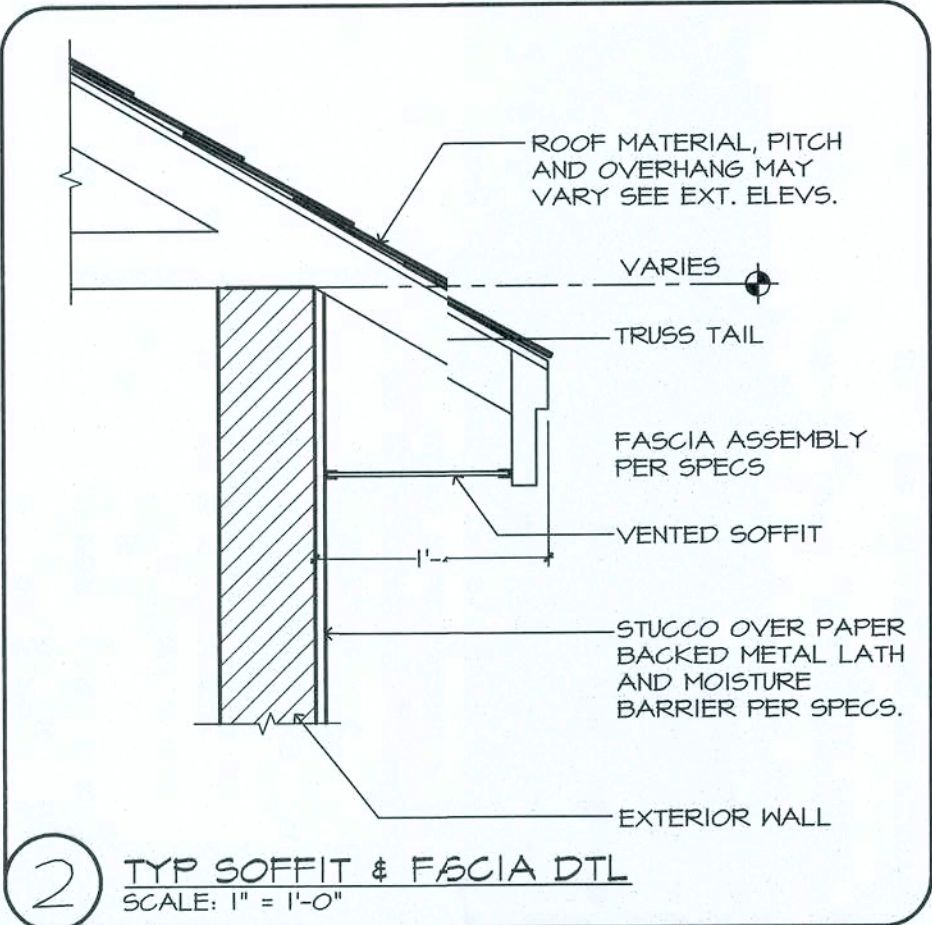 ROOF MATERIAL, PITCH
AND OVERHANG MAY
VARY SEE EXT. ELEVS.
VARIES
TRUSS TAIL
FASCIA ASSEMBLY
PER SPECS
VENTED SOFFIT
1'-
STUCCO OVER PAPER
BACKED METAL LATH
AND MOISTURE
BARRIER PER SPECS.
EXTERIOR WALL
2
TYP SOFFIT & FASCIA DTL
SCALE: 1" = 1'-0"